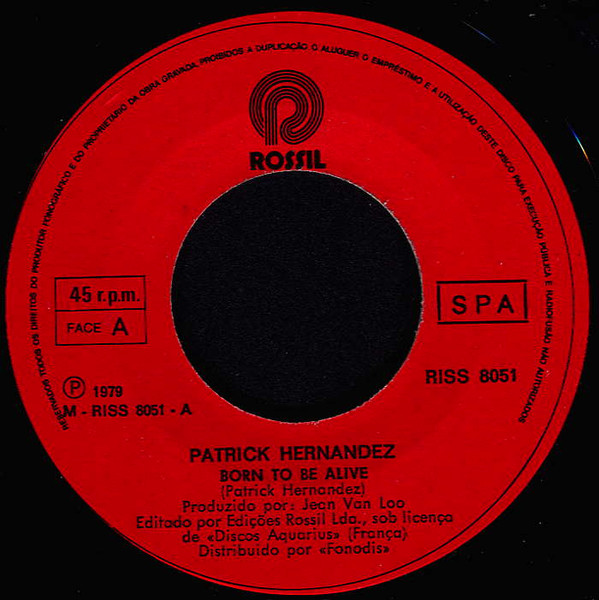 RESERVADOS TODOS OS DIREITOS DO PRODUTOR FONOGRÁFICO E DO PROPRIETÁRIO DA OBRA GRAVADA, PROIBIDOS A DUPLICAÇÃO O ALUGUER O EMPRÉSTIMO E A UTILIZAÇÃO DESTE DISCO PARA EXECUÇÃO PÚBLICA E RADIOFUSÃO NÃO AUTORIZADOS
ROSSIL
45 r.p.m.
FACE A
SPA
RISS 8051
Ⓟ 1979
M - RISS 8051 - A
PATRICK HERNANDEZ
BORN TO BE ALIVE
(Patrick Hernandez)
Produzido por: Jean Van Loo
Editado por Edições Rossil Lda., sob licença
de «Discos Aquarius» (França)
Distribuido por «Fonodis»